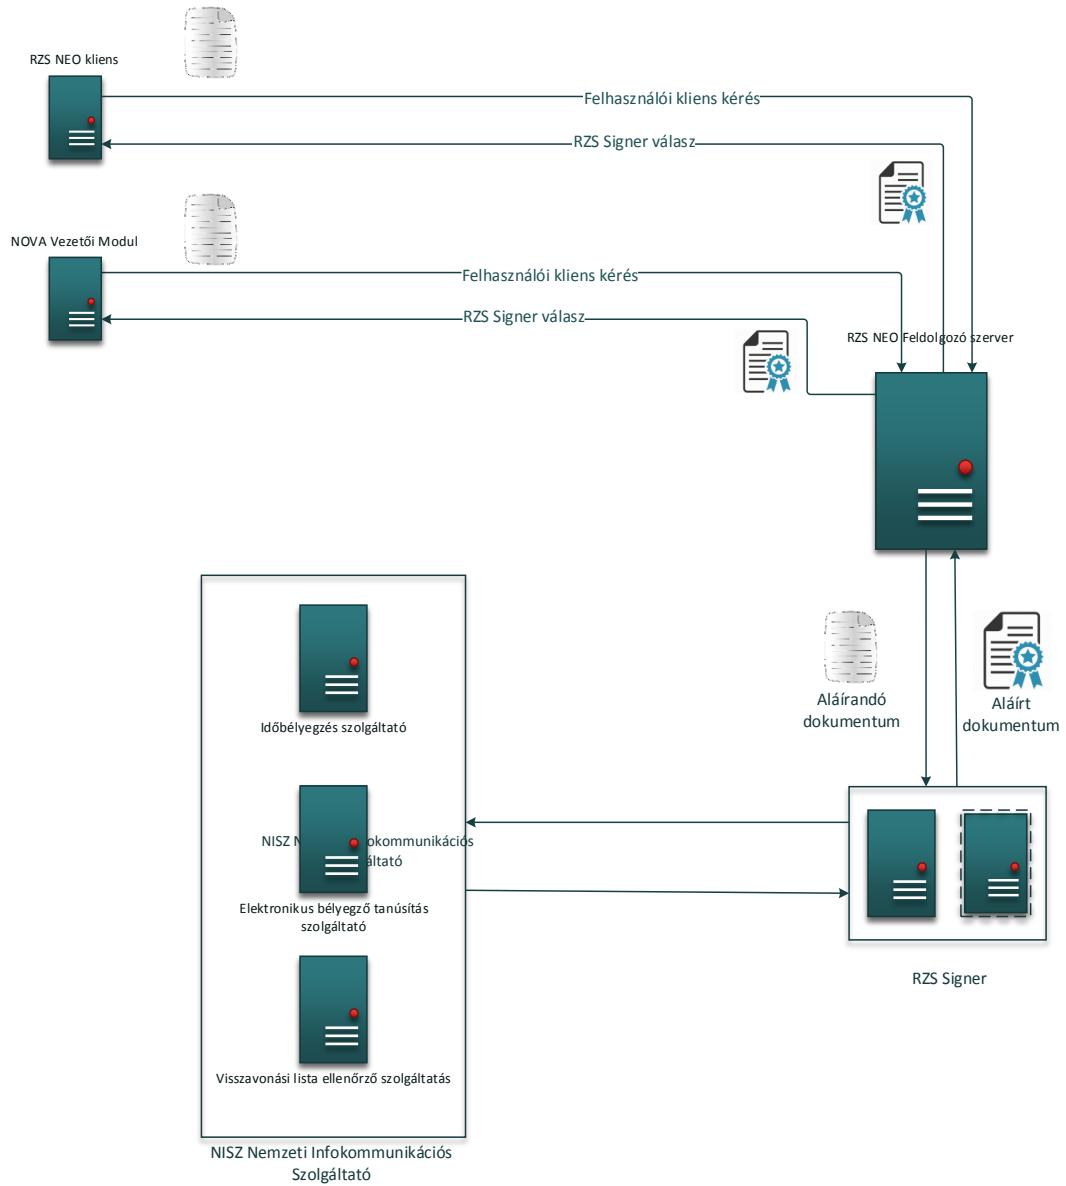 RZS NEO kliens
Felhasználói kliens kérés
RZS Signer válasz
NOVA Vezetői Modul
Felhasználói kliens kérés
RZS Signer válasz
RZS NEO Feldolgozó szerver
Aláírandó
dokumentum
Aláírt
dokumentum
Időbélyegzés szolgáltató
NISZ
Elektronikus bélyegző tanúsítás
szolgáltató
RZS Signer
Visszavonási lista ellenőrző szolgáltatás
NISZ Nemzeti Infokommunikációs
Szolgáltató